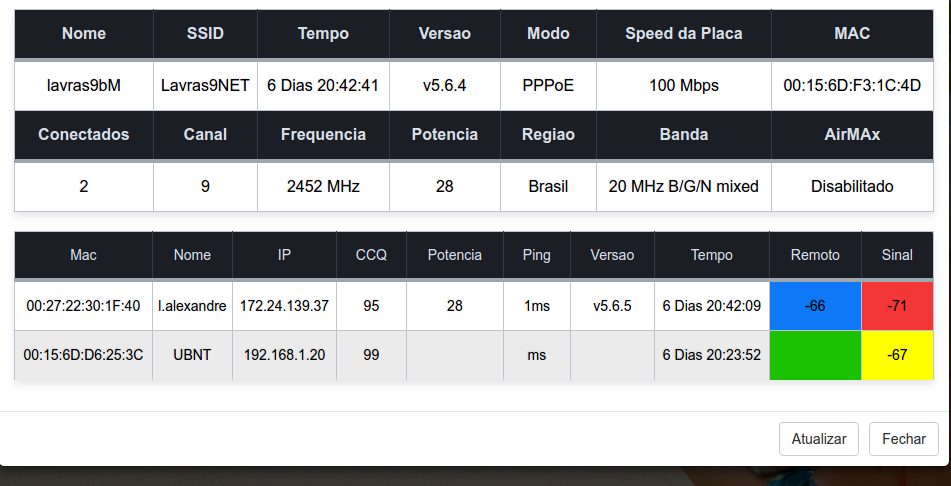 Nome SSID Tempo Versao Modo Speed da Placa MAC
lavras9bM Lavras9NET 6 Dias 20:42:41 v5.6.4 PPPoE 100 Mbps 00:15:6D:F3:1C:4D
Conectados Canal Frequencia Potencia Regiao Banda AirMAx
2 9 2452 MHz 28 Brasil 20 MHz B/G/N mixed Disabilitado
Mac Nome IP CCQ Potencia Ping Versao Tempo Remoto Sinal
00:27:22:30:1F:40 l.alexandre 172.24.139.37 95 28 1ms v5.6.5 6 Dias 20:42:09 -66 -71
00:15:6D:D6:25:3C UBNT 192.168.1.20 99 ms 6 Dias 20:23:52 -67
Atualizar Fechar